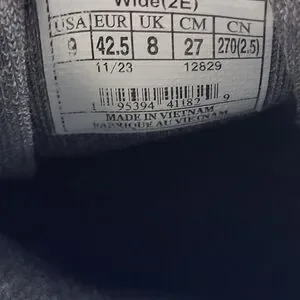 Wide(2E)
USA EUR UK CM CN
9 42.5 8 27 270(2.5)
11/23 12829
1 95394 41182 9
MADE IN VIETNAM
FABRIQUE AU VIETNAM